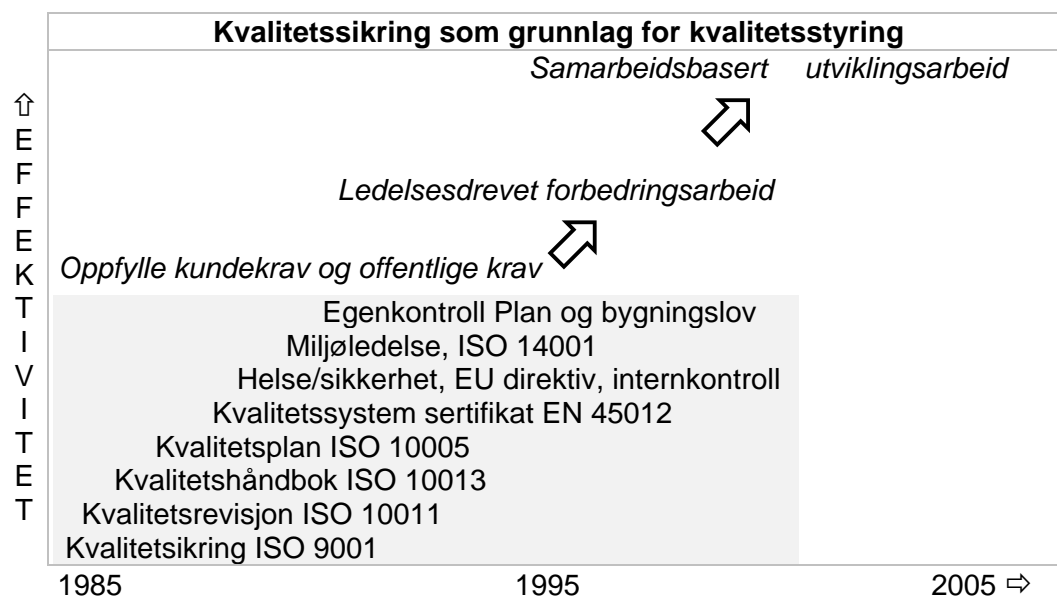 Kvalitetssikring som grunnlag for kvalitetsstyring
Samarbeidsbasert utviklingsarbeid
⇧
E
F
F
E
K
T
I
V
I
T
E
T
Ledelsesdrevet forbedringsarbeid
Oppfylle kundekrav og offentlige krav
Egenkontroll Plan og bygningslov
Miljøledelse, ISO 14001
Helse/sikkerhet, EU direktiv, internkontroll
Kvalitetssystem sertifikat EN 45012
Kvalitetsplan ISO 10005
Kvalitetshåndbok ISO 10013
Kvalitetsrevisjon ISO 10011
Kvalitetsikring ISO 9001
1985 1995 2005 ⇨